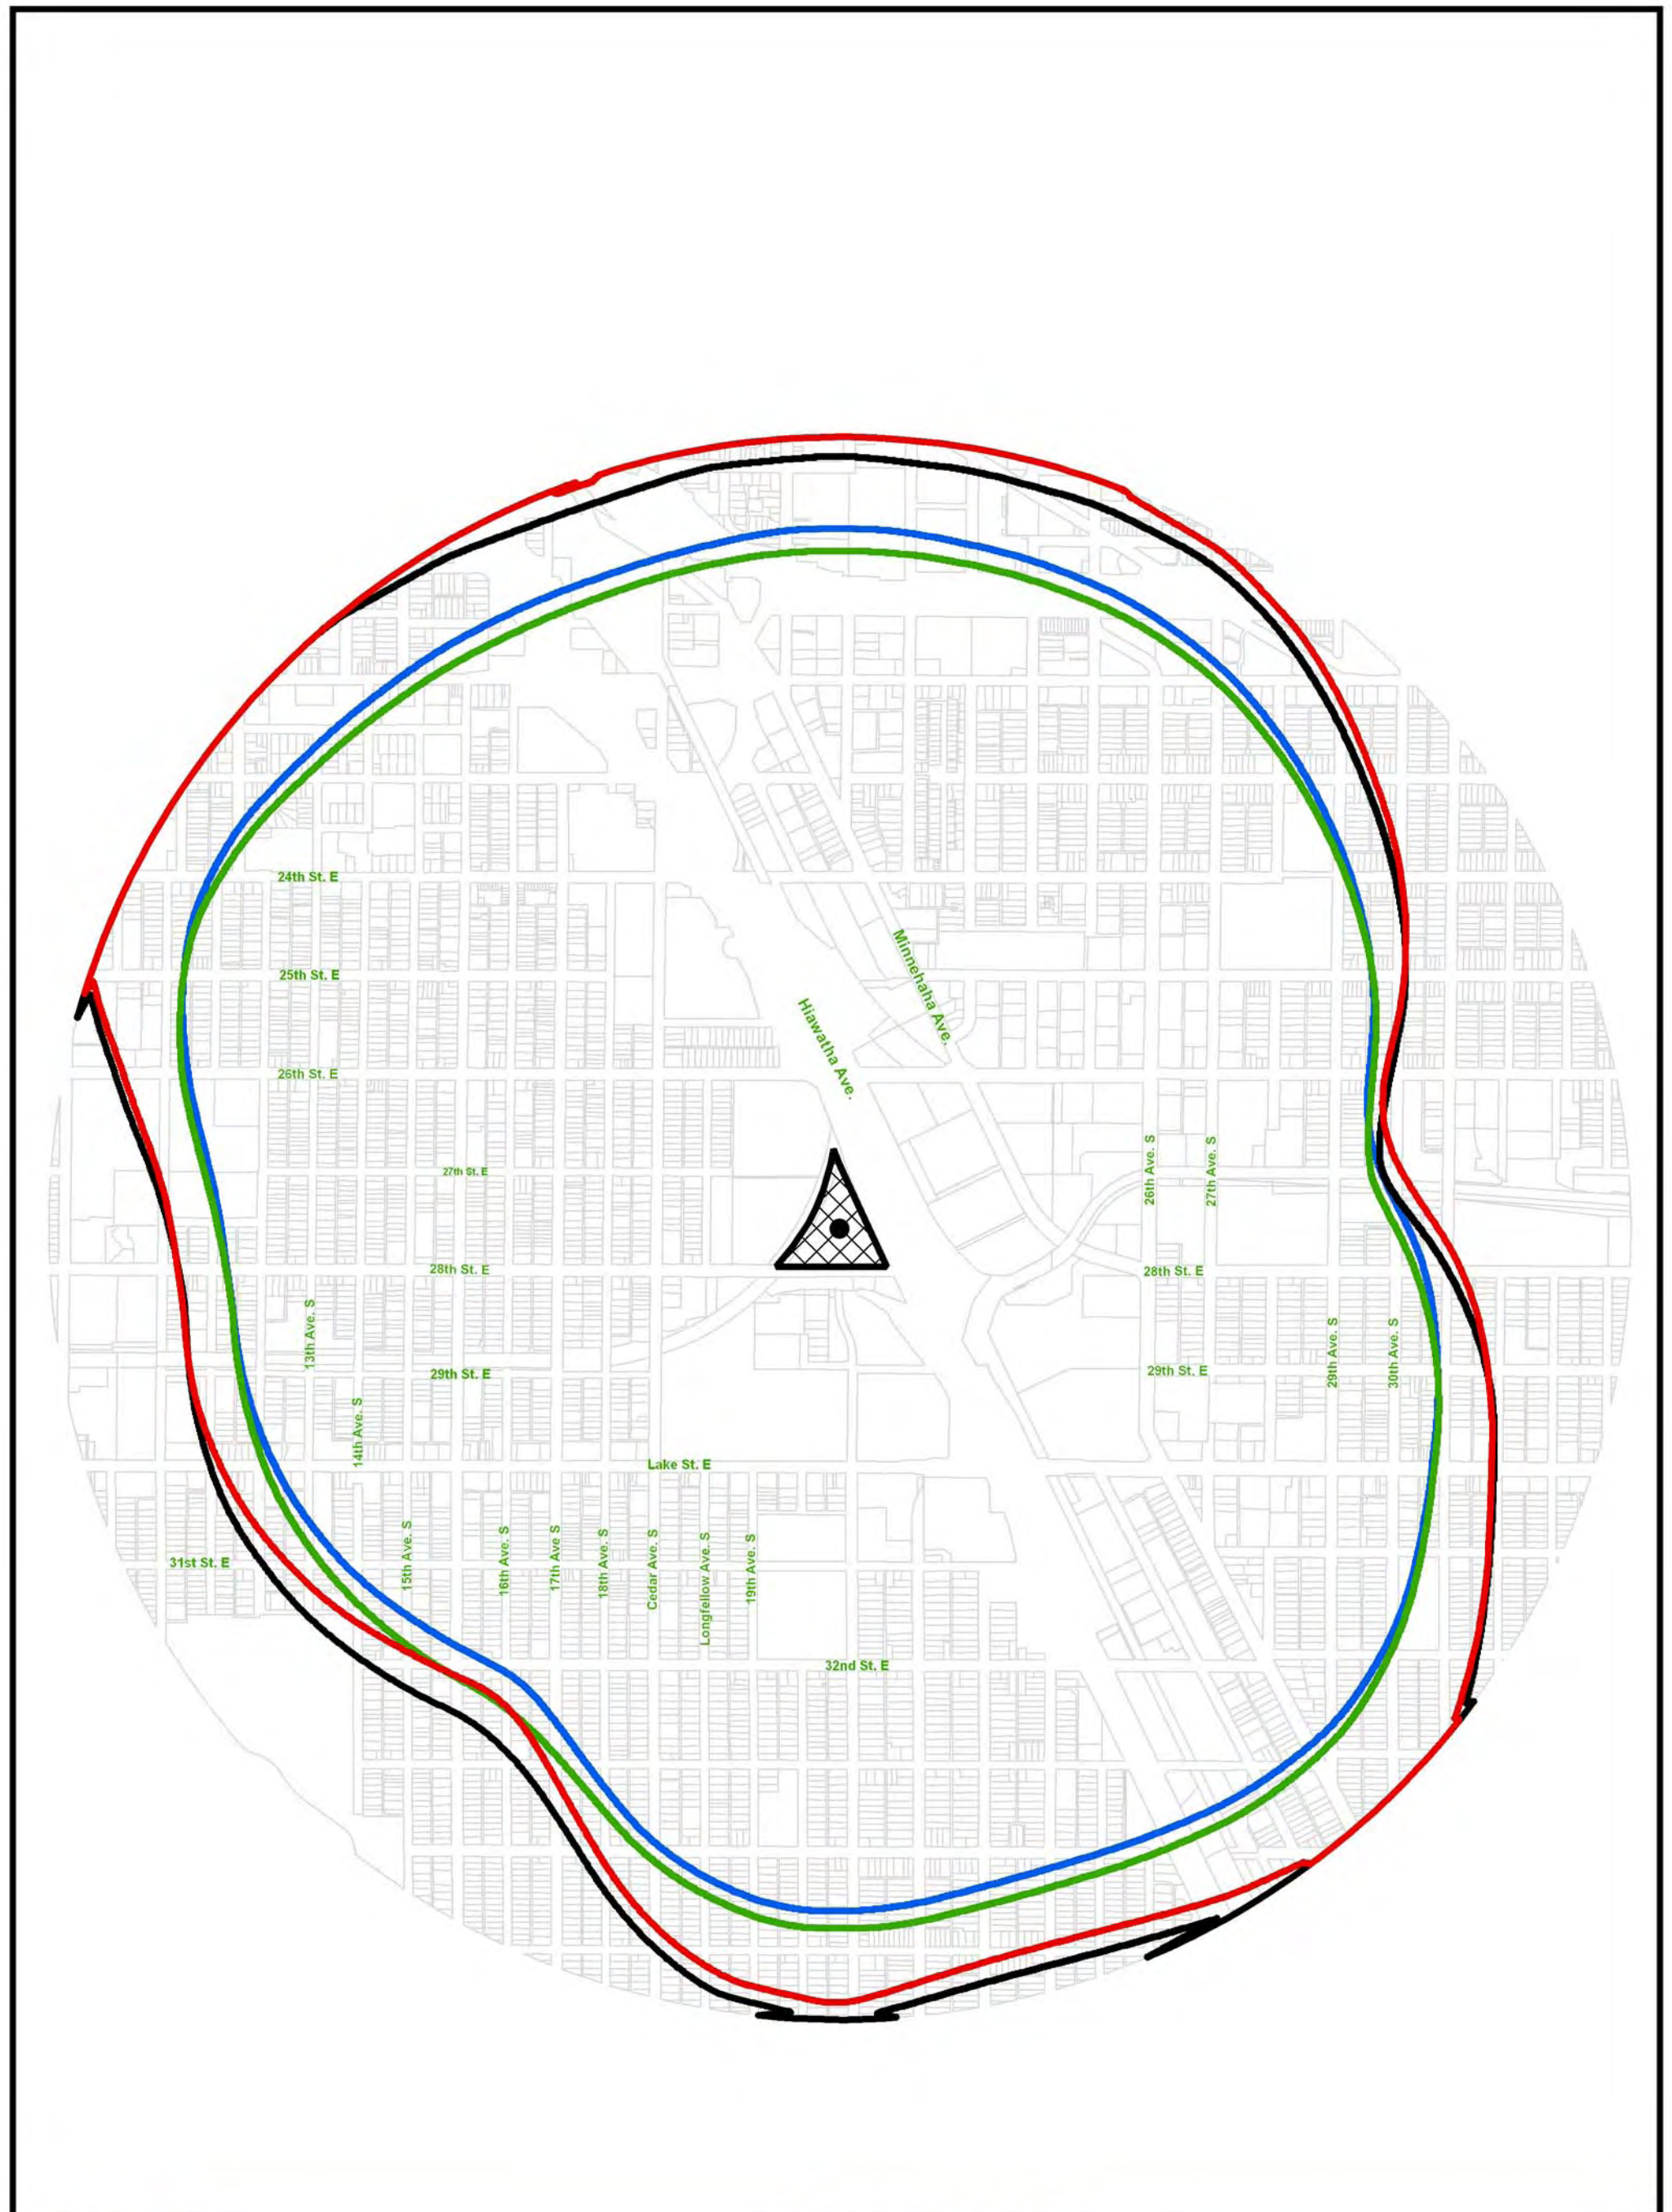 24th St. E
Minnehaha Ave.
25th St. E
Hiawatha Ave.
26th St. E
26th Ave. S
27th Ave. S
27th St. E
28th St. E
28th St. E
13th Ave. S
29th Ave. S
30th Ave. S
29th St. E
29th St. E
14th Ave. S
Lake St. E
15th Ave. S
16th Ave. S
17th Ave S
18th Ave. S
Cedar Ave. S
Longfellow Ave. S
19th Ave. S
31st St. E
32nd St. E